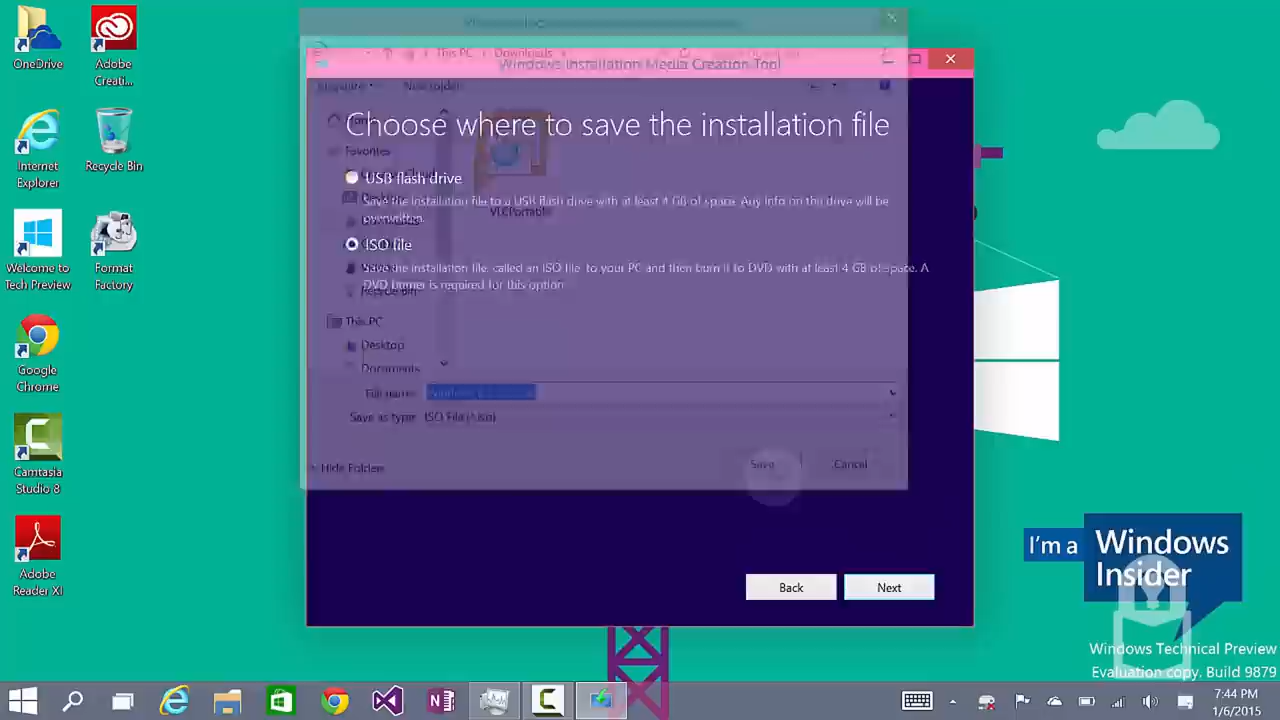 OneDrive
Adobe
Creati...
Internet
Explorer
Recycle Bin
Welcome to
Tech Preview
Format
Factory
Google
Chrome
Camtasia
Studio 8
Adobe
Reader XI
This PC
Downloads
Windows Installation Media Creation Tool
New folder
Choose where to save the installation file
Favorites
USB flash drive
Save the installation file to a USB flash drive with at least 4 GB of space. Any info on the drive will be
overwritten.
VLCPortable
ISO file
Save the installation file, called an ISO file, to your PC and then burn it to DVD with at least 4 GB of space. A
DVD burner is required for this option.
Recycle Bin
This PC
Desktop
Documents
File name:
Save as type: ISO File (*.iso)
Hide Folders
Save
Cancel
Back
Next
I'm a
Windows
Insider
Windows Technical Preview
Evaluation copy. Build 9879
7:44 PM
1/6/2015